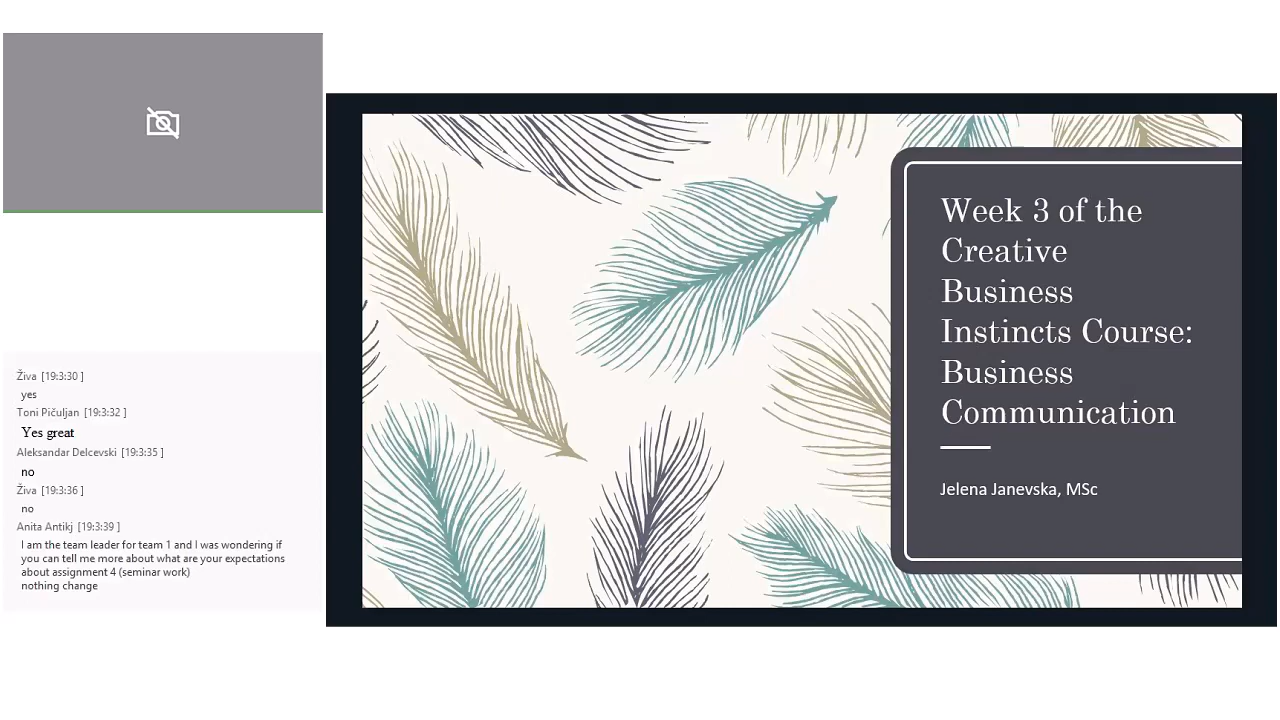 Živa [19:3:30 ]
yes
Toni Pičuljan [19:3:32 ]
Yes great
Aleksandar Delcevski [19:3:35 ]
no
Živa [19:3:36 ]
no
Anita Antikj [19:3:39 ]
I am the team leader for team 1 and I was wondering if
you can tell me more about what are your expectations
about assignment 4 (seminar work)
nothing change
Week 3 of the
Creative
Business
Instincts Course:
Business
Communication
Jelena Janevska, MSc